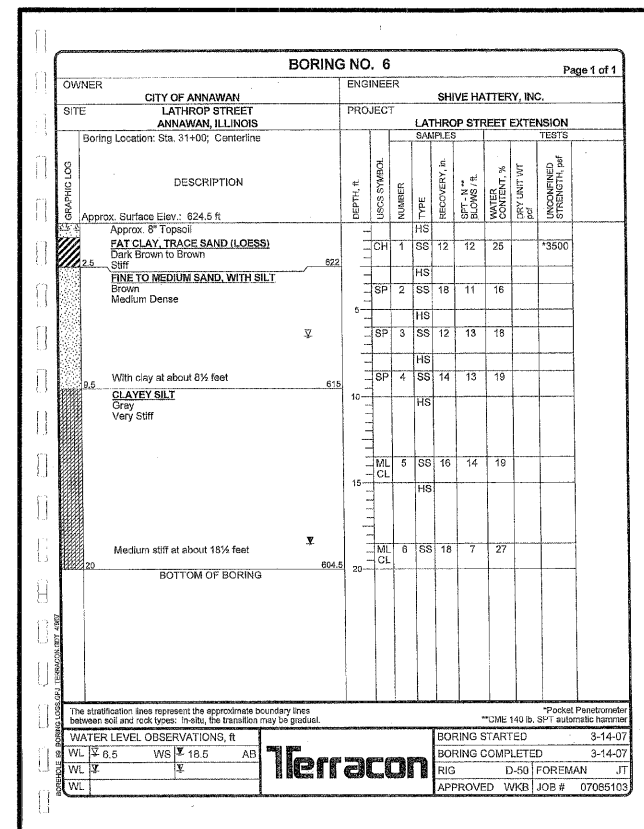 BORING NO. 6
Page 1 of 1
OWNER
CITY OF ANNAWAN
ENGINEER
SHIVE HATTERY, INC.
SITE
LATHROP STREET
ANNAWAN, ILLINOIS
PROJECT
LATHROP STREET EXTENSION
Boring Location: Sta. 31+00; Centerline
SAMPLES
TESTS
GRAPHIC LOG
DESCRIPTION
DEPTH, ft.
USCS SYMBOL
NUMBER
TYPE
RECOVERY, in.
SPT - N **
BLOWS / ft.
WATER
CONTENT, %
DRY UNIT WT
pcf
UNCONFINED
STRENGTH, psf
Approx. Surface Elev.: 624.5 ft
Approx. 8" Topsoil
HS
FAT CLAY, TRACE SAND (LOESS)
CH 1 SS 12 12 25 *3500
Dark Brown to Brown
2.5 Stiff 622
FINE TO MEDIUM SAND, WITH SILT
HS
Brown
SP 2 SS 18 11 16
Medium Dense
5
HS
SP 3 SS 12 13 18
HS
With clay at about 8½ feet
SP 4 SS 14 13 19
9.5 615
CLAYEY SILT
10
HS
Gray
Very Stiff
ML 5 SS 16 14 19
CL
15
HS
Medium stiff at about 18½ feet
ML 6 SS 18 7 27
CL
20 604.5
20
BOTTOM OF BORING
The stratification lines represent the approximate boundary lines
between soil and rock types: in-situ, the transition may be gradual.
*Pocket Penetrometer
**CME 140 lb. SPT automatic hammer
WATER LEVEL OBSERVATIONS, ft
WL 6.5 WS 18.5 AB
WL
WL
Terracon
BORING STARTED 3-14-07
BORING COMPLETED 3-14-07
RIG D-50 FOREMAN JT
APPROVED WKB JOB # 07085103